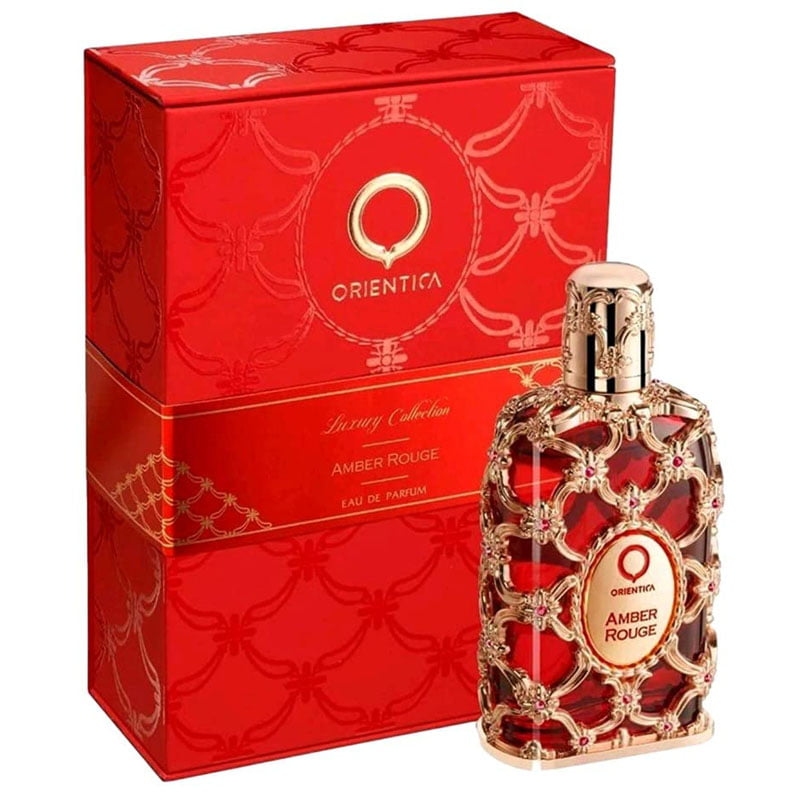 ORIENTICA
Luxury Collection
AMBER ROUGE
EAU DE PARFUM
ORIENTICA
AMBER
ROUGE